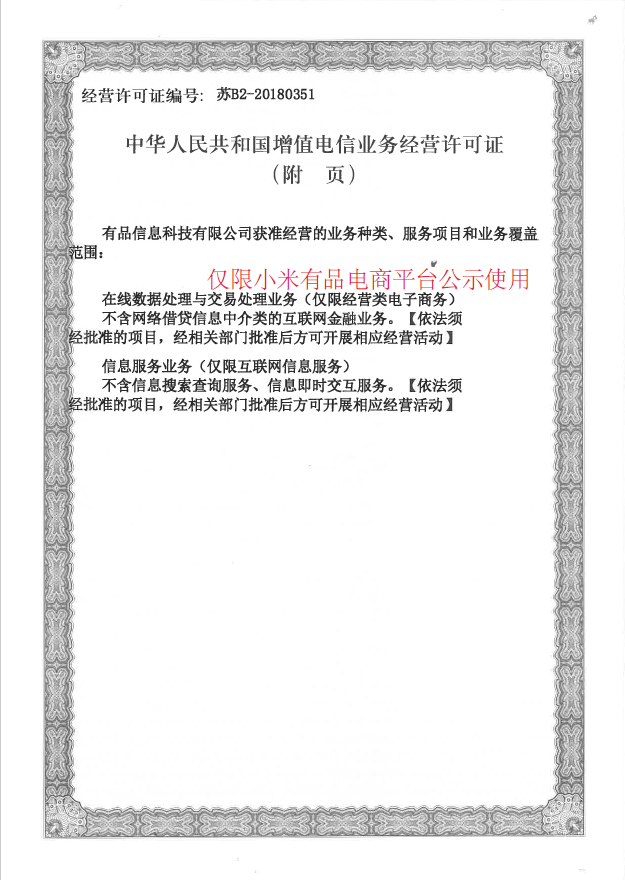 经营许可证编号: 苏B2-20180351
中华人民共和国增值电信业务经营许可证
(附 页)
有品信息科技有限公司获准经营的业务种类、服务项目和业务覆盖
范围:
仅限小米有品电商平台公示使用
在线数据处理与交易处理业务(仅限经营类电子商务)
不含网络借贷信息中介类的互联网金融业务。【依法须
经批准的项目,经相关部门批准后方可开展相应经营活动】
信息服务业务(仅限互联网信息服务)
不含信息搜索查询服务、信息即时交互服务。【依法须
经批准的项目,经相关部门批准后方可开展相应经营活动】